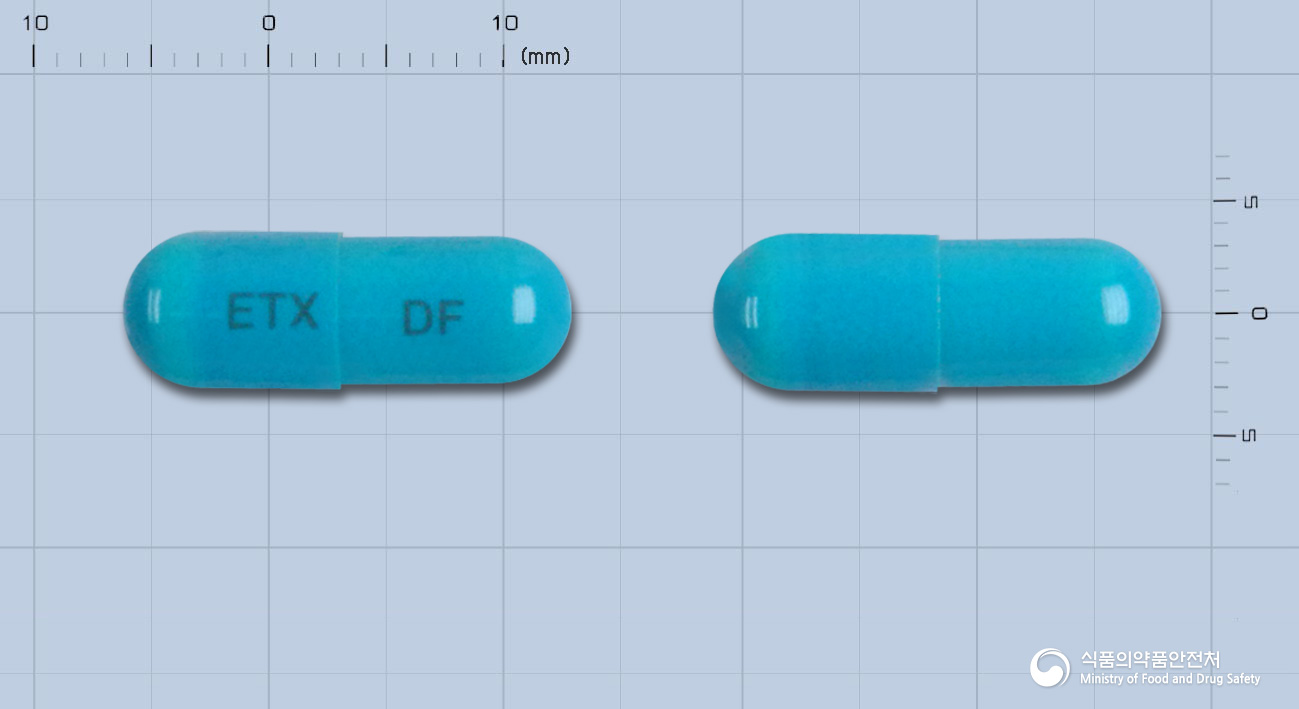 10 0 10
(mm)
ETX DF
5
0
5
식품의약품안전처
Ministry of Food and Drug Safety